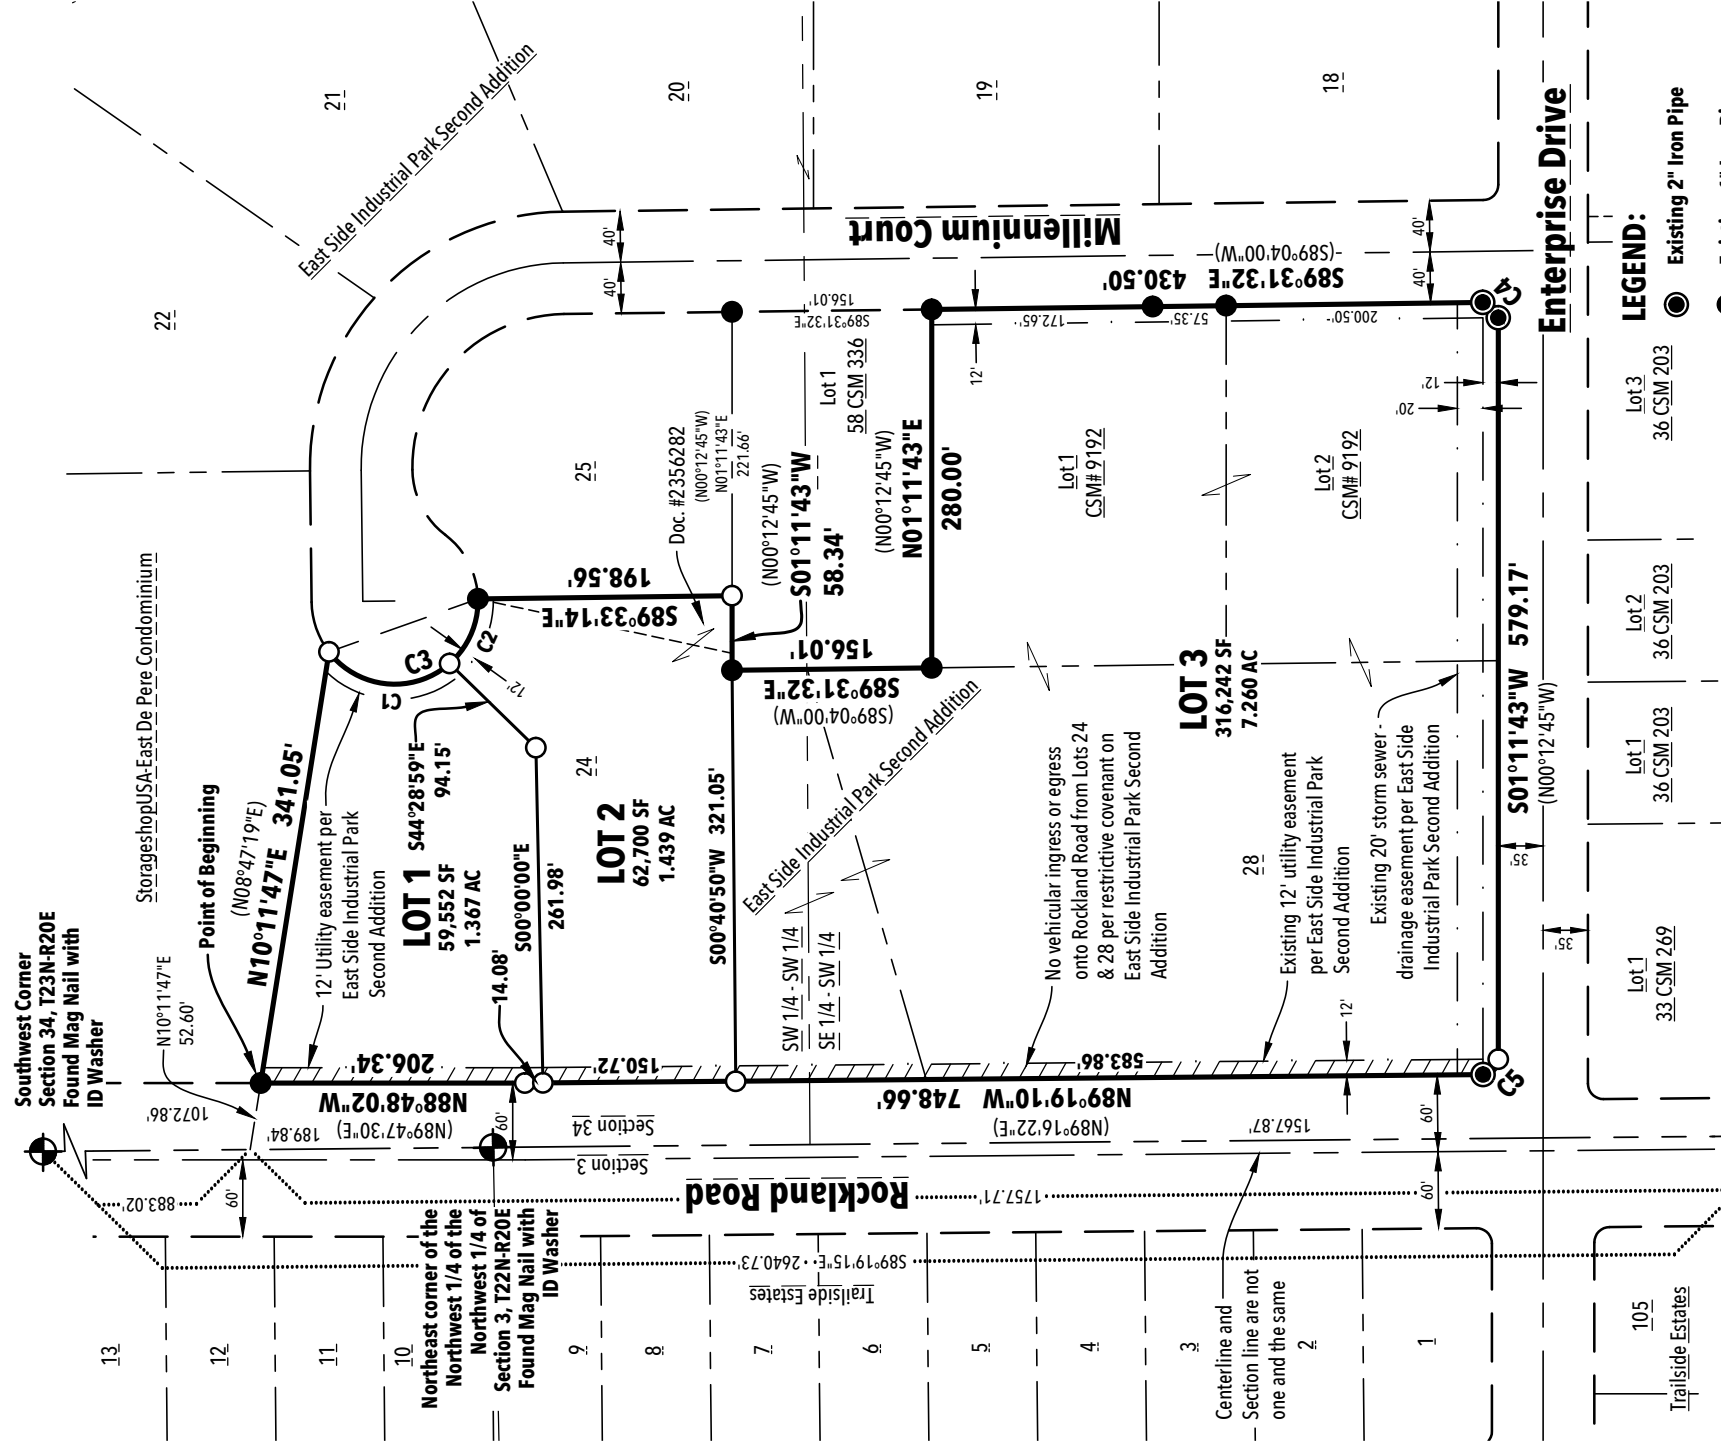 Southwest Corner
Section 34, T23N-R20E
Found Mag Nail with
ID Washer
N10°11'47"E
52.60'
1072.86'
189.84'
883.02'
60'
Point of Beginning
StorageshopUSA-East De Pere Condominium
(N08°47'19"E)
N10°11'47"E 341.05'
12' Utility easement per
East Side Industrial Park
Second Addition
LOT 1
59,552 SF
1.367 AC
S44°28'59"E
94.15'
S00°00'00"E
261.98'
14.08'
206.34'
N88°48'02"W
(N89°47'30"E)
60'
C1
C3
C2
12'
22
21
20
19
18
East Side Industrial Park Second Addition
40'
40'
Millennium Court
(S89°04'00"W)
S89°31'32"E 430.50'
40'
40'
25
Doc. #2356282
(N00°12'45"W)
N01°11'43"E
221.66'
198.56'
S89°33'14"E
24
LOT 2
62,700 SF
1.439 AC
S00°40'50"W 321.05'
150.72'
(N00°12'45"W)
S01°11'43"W
58.34'
156.01'
S89°31'32"E
(S89°04'00"W)
156.01'
S89°31'32"E
Lot 1
58 CSM 336
(N00°12'45"W)
N01°11'43"E
280.00'
172.65'
57.35'
200.50'
12'
Lot 1
CSM# 9192
Lot 2
CSM# 9192
20'
12'
East Side Industrial Park Second Addition
SW 1/4 - SW 1/4
SE 1/4 - SW 1/4
No vehicular ingress or egress
onto Rockland Road from Lots 24
& 28 per restrictive covenant on
East Side Industrial Park Second
Addition
LOT 3
316,242 SF
7.260 AC
28
Existing 12' utility easement
per East Side Industrial Park
Second Addition
Existing 20' storm sewer -
drainage easement per East Side
Industrial Park Second Addition
12'
583.86'
N89°19'10"W 748.66'
(N89°16'22"E)
1567.87'
60'
60'
C5
C4
S01°11'43"W 579.17'
(N00°12'45"W)
35'
35'
Enterprise Drive
LEGEND:
Existing 2" Iron Pipe
Lot 3
36 CSM 203
Lot 2
36 CSM 203
Lot 1
36 CSM 203
Lot 1
33 CSM 269
Section 34
Section 3
Rockland Road
1757.71'
S89°19'15"E
2640.73'
Trailside Estates
Northeast corner of the
Northwest 1/4 of the
Northwest 1/4 of
Section 3, T22N-R20E
Found Mag Nail with
ID Washer
Centerline and
Section line are not
one and the same
13
12
11
10
9
8
7
6
5
4
3
2
1
105
Trailside Estates